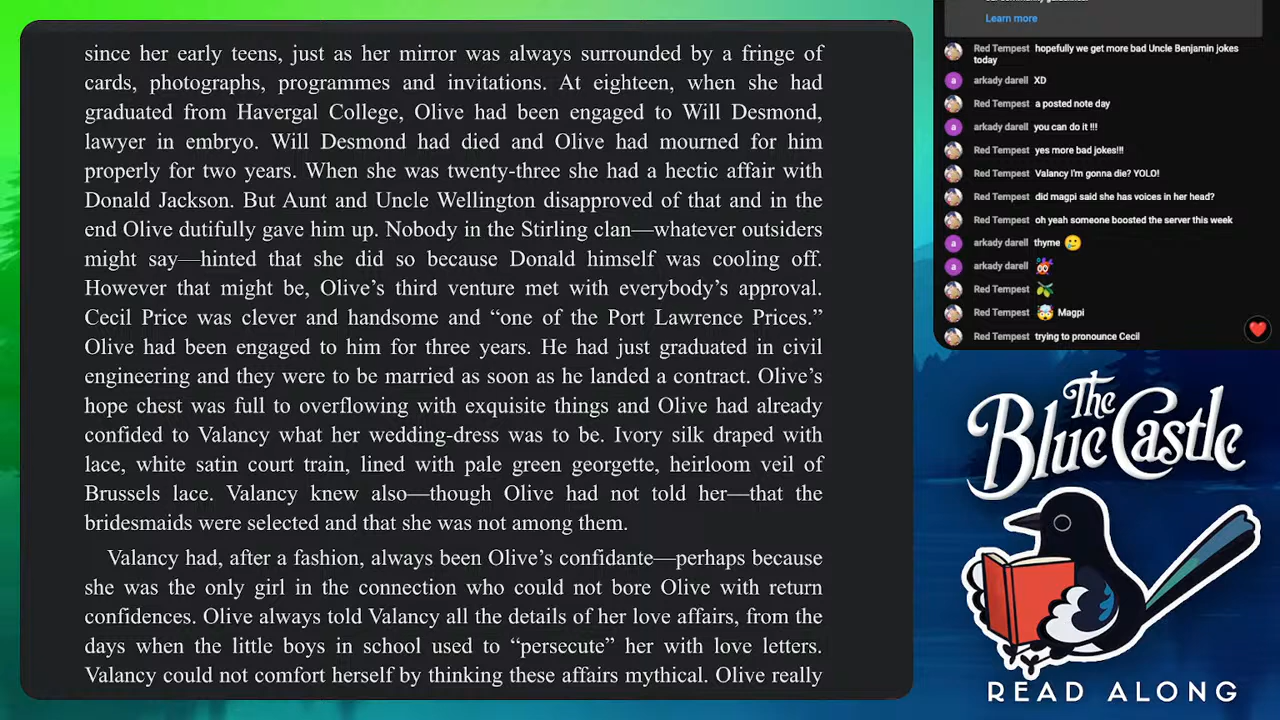 since her early teens, just as her mirror was always surrounded by a fringe of
cards, photographs, programmes and invitations. At eighteen, when she had
graduated from Havergal College, Olive had been engaged to Will Desmond,
lawyer in embryo. Will Desmond had died and Olive had mourned for him
properly for two years. When she was twenty-three she had a hectic affair with
Donald Jackson. But Aunt and Uncle Wellington disapproved of that and in the
end Olive dutifully gave him up. Nobody in the Stirling clan—whatever outsiders
might say—hinted that she did so because Donald himself was cooling off.
However that might be, Olive’s third venture met with everybody’s approval.
Cecil Price was clever and handsome and “one of the Port Lawrence Prices.”
Olive had been engaged to him for three years. He had just graduated in civil
engineering and they were to be married as soon as he landed a contract. Olive’s
hope chest was full to overflowing with exquisite things and Olive had already
confided to Valancy what her wedding-dress was to be. Ivory silk draped with
lace, white satin court train, lined with pale green georgette, heirloom veil of
Brussels lace. Valancy knew also—though Olive had not told her—that the
bridesmaids were selected and that she was not among them.
Valancy had, after a fashion, always been Olive’s confidante—perhaps because
she was the only girl in the connection who could not bore Olive with return
confidences. Olive always told Valancy all the details of her love affairs, from the
days when the little boys in school used to “persecute” her with love letters.
Valancy could not comfort herself by thinking these affairs mythical. Olive really
Learn more
Red Tempest hopefully we get more bad Uncle Benjamin jokes
today
a arkady darell XD
Red Tempest a posted note day
a arkady darell you can do it !!!
Red Tempest yes more bad jokes!!!
Red Tempest Valancy I'm gonna die? YOLO!
Red Tempest did magpi said she has voices in her head?
Red Tempest oh yeah someone boosted the server this week
a arkady darell thyme 🥲
a arkady darell
Red Tempest
Red Tempest 🤯 Magpi
Red Tempest trying to pronounce Cecil
The
Blue Castle
READ ALONG